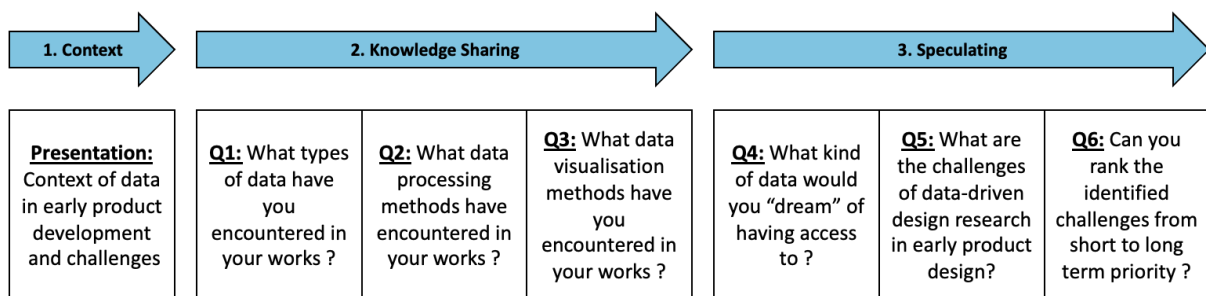 1. Context
2. Knowledge Sharing
3. Speculating
Presentation:
Context of data
in early product
development
and challenges
Q1: What types
of data have
you
encountered in
your works ?
Q2: What data
processing
methods have
encountered in
your works ?
Q3: What data
visualisation
methods have
you
encountered in
your works ?
Q4: What kind
of data would
you “dream” of
having access
to ?
Q5: What are
the challenges
of data-driven
design research
in early product
design?
Q6: Can you
rank the
identified
challenges from
short to long
term priority ?